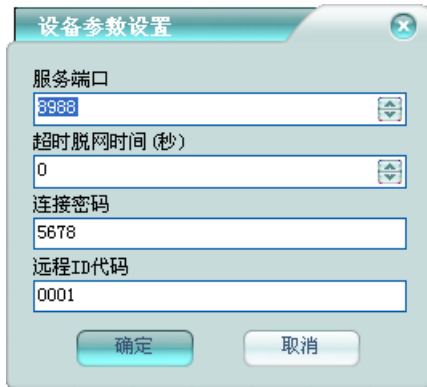 设备参数设置
服务端口
8988
超时脱网时间(秒)
0
连接密码
5678
远程ID代码
0001
确定 取消